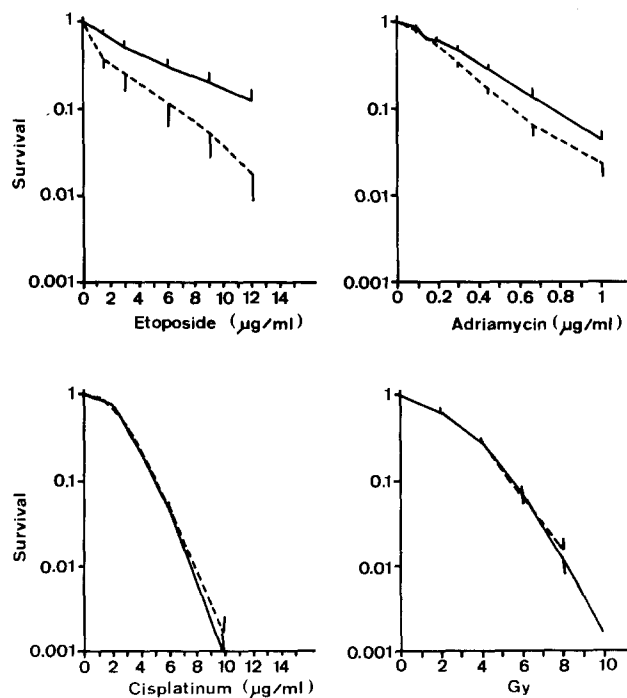 1
0.1
0.01
0.001
Survival
0 2 4 6 8 10 12 14
Etoposide (µg/ml)
1
0.1
0.01
0.001
0 0.2 0.4 0.6 0.8 1
Adriamycin (µg/ml)
1
0.1
0.01
0.001
Survival
0 2 4 6 8 10 12 14
Cisplatinum (µg/ml)
1
0.1
0.01
0.001
0 2 4 6 8 10
Gy